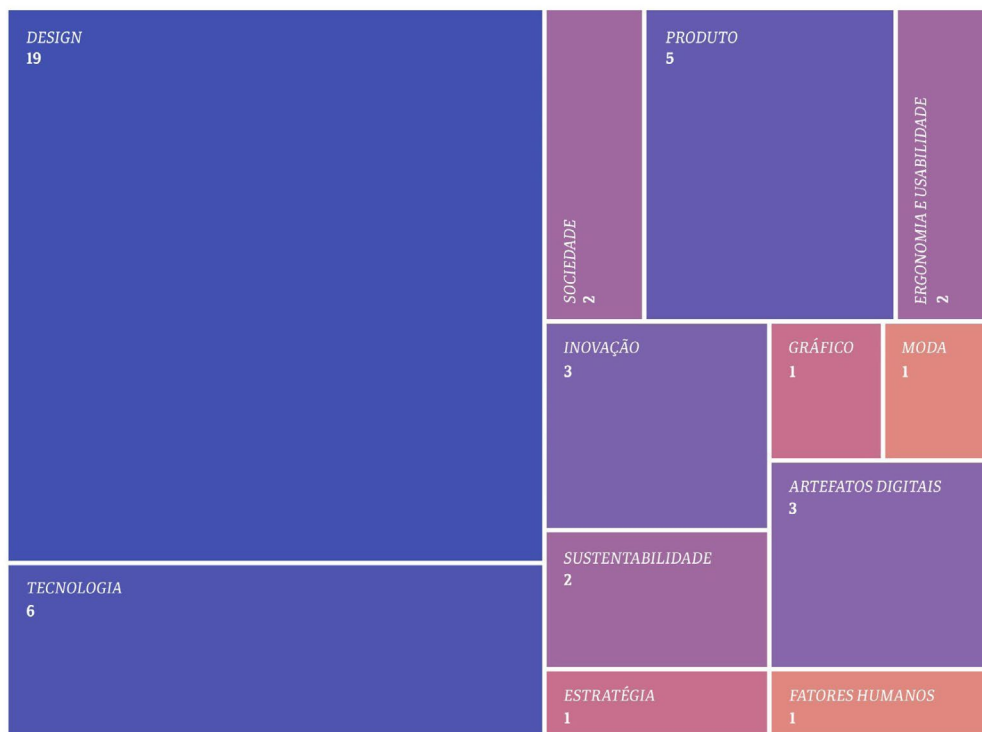 DESIGN
19
TECNOLOGIA
6
SOCIEDADE
2
PRODUTO
5
ERGONOMIA E USABILIDADE
2
INOVAÇÃO
3
GRÁFICO
1
MODA
1
ARTEFATOS DIGITAIS
3
SUSTENTABILIDADE
2
ESTRATÉGIA
1
FATORES HUMANOS
1